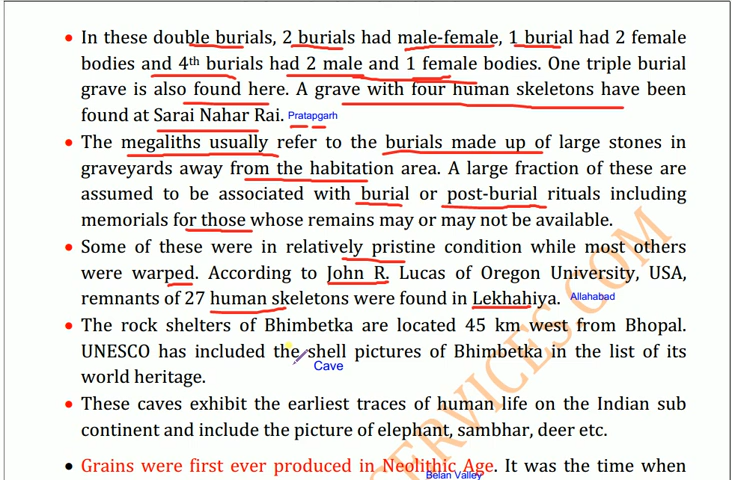 In these double burials, 2 burials had male-female, 1 burial had 2 female
bodies and 4th burials had 2 male and 1 female bodies. One triple burial
grave is also found here. A grave with four human skeletons have been
found at Sarai Nahar Rai. Pratapgarh
The megaliths usually refer to the burials made up of large stones in
graveyards away from the habitation area. A large fraction of these are
assumed to be associated with burial or post-burial rituals including
memorials for those whose remains may or may not be available.
Some of these were in relatively pristine condition while most others
were warped. According to John R. Lucas of Oregon University, USA,
remnants of 27 human skeletons were found in Lekhahiya. Allahabad
The rock shelters of Bhimbetka are located 45 km west from Bhopal.
UNESCO has included the shell pictures of Bhimbetka in the list of its
Cave
world heritage.
These caves exhibit the earliest traces of human life on the Indian sub
continent and include the picture of elephant, sambhar, deer etc.
Grains were first ever produced in Neolithic Age. It was the time when
Belan Valley
SERVICES.COM